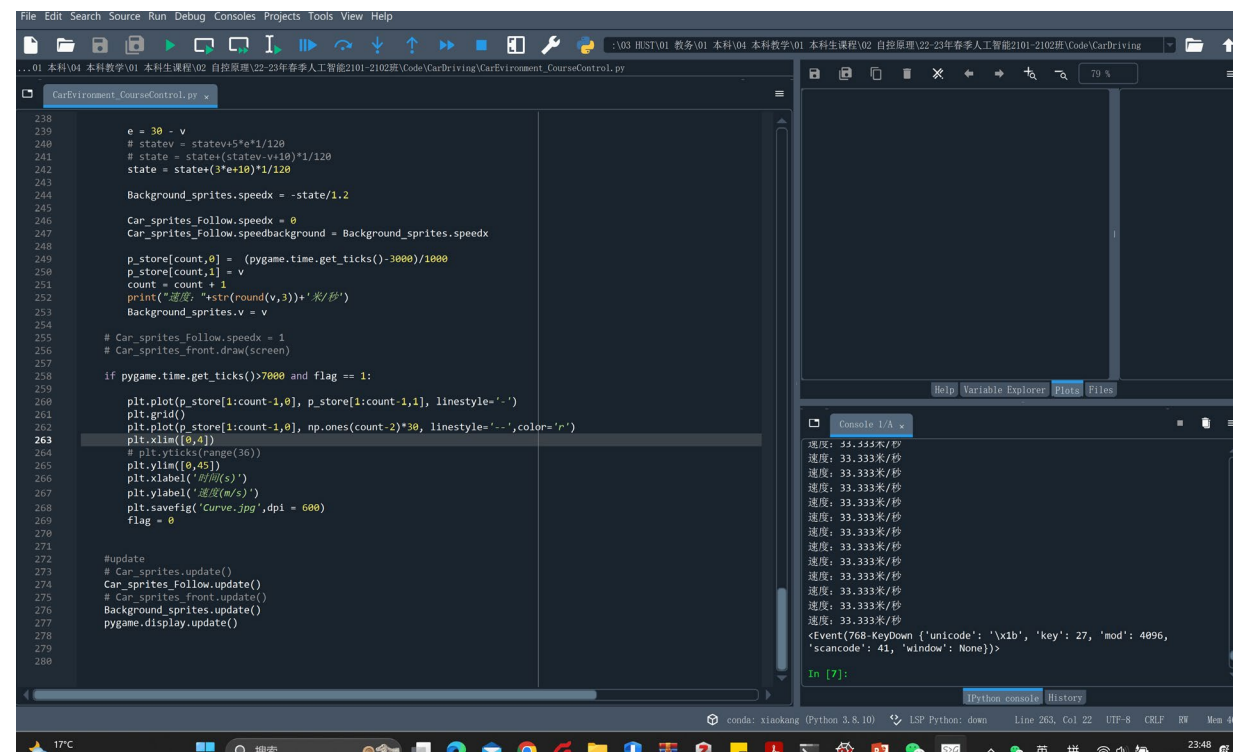 File Edit Search Source Run Debug Consoles Projects Tools View Help
:\03 HUST\01 教务\01 本科\04 本科教学\01 本科生课程\02 自控原理\22-23年春季人工智能2101-2102班\Code\CarDriving
...01 本科\04 本科教学\01 本科生课程\02 自控原理\22-23年春季人工智能2101-2102班\Code\CarDriving\CarEvironment_CourseControl.py
CarEvironment_CourseControl.py
238
239 e = 30 - v
240 # statev = statev+5*e*1/120
241 # state = state+(statev-v+10)*1/120
242 state = state+(3*e+10)*1/120
243
244 Background_sprites.speedx = -state/1.2
245
246 Car_sprites_Follow.speedx = 0
247 Car_sprites_Follow.speedbackground = Background_sprites.speedx
248
249 p_store[count,0] = (pygame.time.get_ticks()-3000)/1000
250 p_store[count,1] = v
251 count = count + 1
252 print("速度: "+str(round(v,3))+'米/秒')
253 Background_sprites.v = v
254
255 # Car_sprites_Follow.speedx = 1
256 # Car_sprites_front.draw(screen)
257
258 if pygame.time.get_ticks()>7000 and flag == 1:
259
260 plt.plot(p_store[1:count-1,0], p_store[1:count-1,1], linestyle='-')
261 plt.grid()
262 plt.plot(p_store[1:count-1,0], np.ones(count-2)*30, linestyle='--',color='r')
263 plt.xlim([0,4])
264 # plt.yticks(range(36))
265 plt.ylim([0,45])
266 plt.xlabel('时间(s)')
267 plt.ylabel('速度(m/s)')
268 plt.savefig('Curve.jpg',dpi = 600)
269 flag = 0
270
271
272 #update
273 # Car_sprites.update()
274 Car_sprites_Follow.update()
275 # Car_sprites_front.update()
276 Background_sprites.update()
277 pygame.display.update()
278
279
280
79 %
Help Variable Explorer Plots Files
Console 1/A
速度: 33.333米/秒
速度: 33.333米/秒
速度: 33.333米/秒
速度: 33.333米/秒
速度: 33.333米/秒
速度: 33.333米/秒
速度: 33.333米/秒
速度: 33.333米/秒
速度: 33.333米/秒
速度: 33.333米/秒
速度: 33.333米/秒
速度: 33.333米/秒
速度: 33.333米/秒
<Event(768-KeyDown {'unicode': '\x1b', 'key': 27, 'mod': 4096,
'scancode': 41, 'window': None})>
In [7]:
IPython console History
conda: xiaokang (Python 3.8.10) LSP Python: down Line 263, Col 22 UTF-8 CRLF RW
17°C 搜索 英 拼 23:48